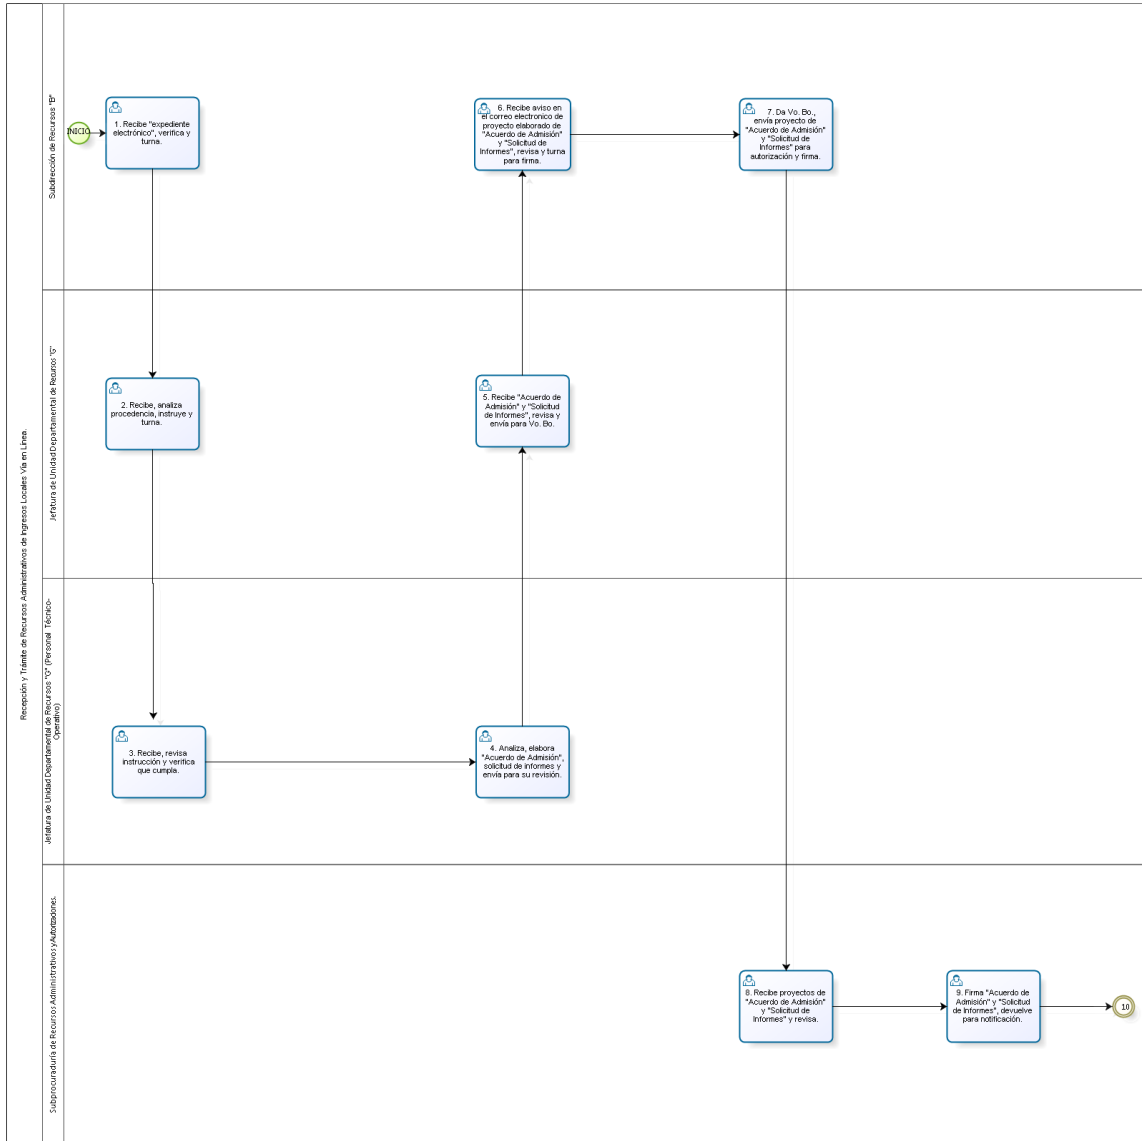 Recepción y Trámite de Recursos Administrativos de Ingresos Locales Vía en Línea.
Subdirección de Recursos "B"
INICIO
1. Recibe "expediente
electrónico", verifica y
turna.
6. Recibe aviso en
el correo electronico de
proyecto elaborado de
"Acuerdo de Admisión"
y "Solicitud de
Informes", revisa y turna
para firma.
7. Da Vo. Bo.,
envía proyecto de
"Acuerdo de Admisión"
y "Solicitud de
Informes" para
autorización y firma.
Jefatura de Unidad Departamental de Recursos "G"
2. Recibe, analiza
procedencia, instruye y
turna.
5. Recibe "Acuerdo de
Admisión" y "Solicitud
de Informes", revisa y
envía para Vo. Bo.
Jefatura de Unidad Departamental de Recursos "G" (Personal Técnico-
Operativo)
3. Recibe, revisa
instrucción y verifica
que cumpla.
4. Analiza, elabora
"Acuerdo de Admisión",
solicitud de informes y
envía para su revisión.
Subprocuraduría de Recursos Administrativos y Autorizaciones.
8. Recibe proyectos de
"Acuerdo de Admisión"
y "Solicitud de
Informes" y revisa.
9. Firma "Acuerdo de
Admisión" y "Solicitud
de Informes", devuelve
para notificación.
10